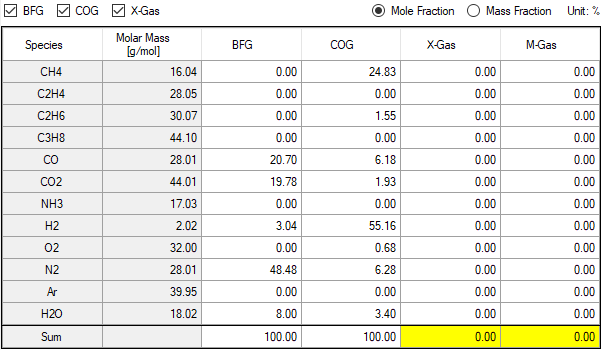 BFG COG X-Gas Mole Fraction Mass Fraction Unit: %
Species Molar Mass [g/mol] BFG COG X-Gas M-Gas
CH4 16.04 0.00 24.83 0.00 0.00
C2H4 28.05 0.00 0.00 0.00 0.00
C2H6 30.07 0.00 1.55 0.00 0.00
C3H8 44.10 0.00 0.00 0.00 0.00
CO 28.01 20.70 6.18 0.00 0.00
CO2 44.01 19.78 1.93 0.00 0.00
NH3 17.03 0.00 0.00 0.00 0.00
H2 2.02 3.04 55.16 0.00 0.00
O2 32.00 0.00 0.68 0.00 0.00
N2 28.01 48.48 6.28 0.00 0.00
Ar 39.95 0.00 0.00 0.00 0.00
H2O 18.02 8.00 3.40 0.00 0.00
Sum 100.00 100.00 0.00 0.00